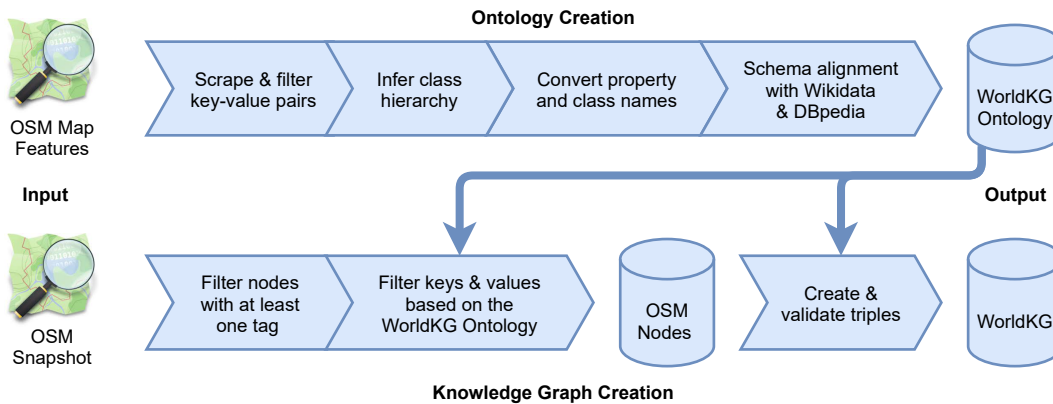 Ontology Creation
Scrape & filter
key-value pairs
Infer class
hierarchy
Convert property
and class names
Schema alignment
with Wikidata
& DBpedia
WorldKG
Ontology
OSM Map
Features
Input
Output
Filter nodes
with at least
one tag
Filter keys & values
based on the
WorldKG Ontology
OSM
Nodes
Create &
validate triples
WorldKG
OSM
Snapshot
Knowledge Graph Creation